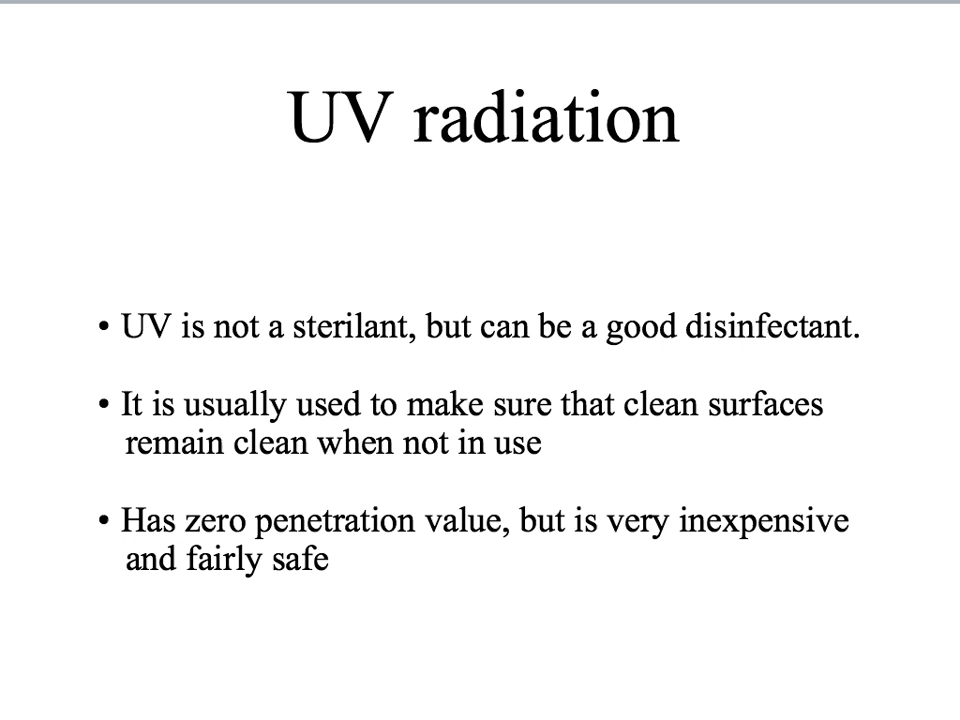 UV radiation
• UV is not a sterilant, but can be a good disinfectant.
• It is usually used to make sure that clean surfaces
remain clean when not in use
• Has zero penetration value, but is very inexpensive
and fairly safe